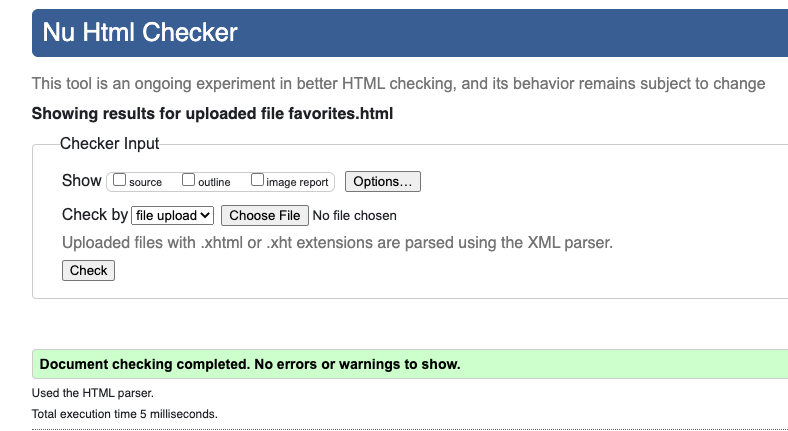 Nu Html Checker
This tool is an ongoing experiment in better HTML checking, and its behavior remains subject to change
Showing results for uploaded file favorites.html
Checker Input
Show source outline image report Options...
Check by file upload Choose File No file chosen
Uploaded files with .xhtml or .xht extensions are parsed using the XML parser.
Check
Document checking completed. No errors or warnings to show.
Used the HTML parser.
Total execution time 5 milliseconds.